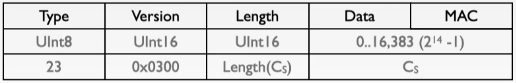 Type Version Length Data MAC
UInt8 UInt16 UInt16 0..16,383 (2¹⁴ -1)
23 0x0300 Length(Cₛ) Cₛ